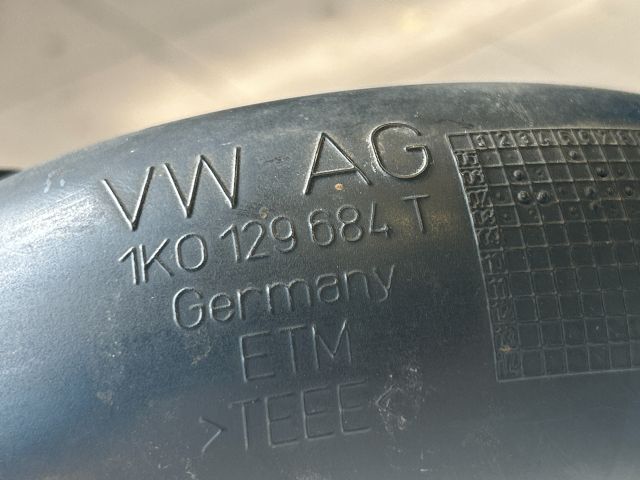 VW AG
1K0 129 684 T
Germany
ETM
>TEEE<